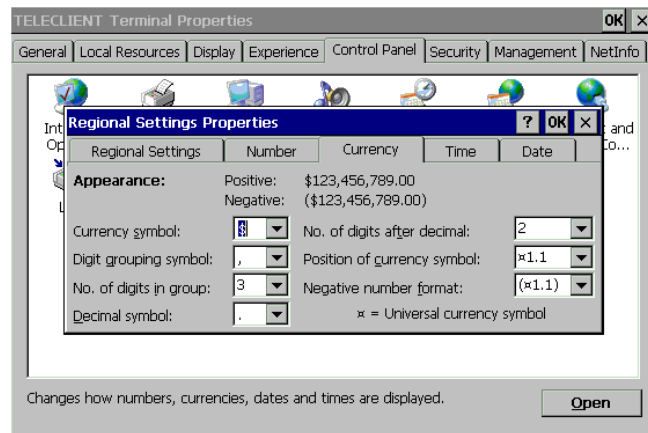 TELECLIENT Terminal Properties OK ×
General Local Resources Display Experience Control Panel Security Management NetInfo
Int and
Op Co...
L
Regional Settings Properties ? OK ×
Regional Settings Number Currency Time Date
Appearance: Positive: $123,456,789.00
Negative: ($123,456,789.00)
Currency symbol: $ No. of digits after decimal: 2
Digit grouping symbol: , Position of currency symbol: ¤1.1
No. of digits in group: 3 Negative number format: (¤1.1)
Decimal symbol: . ¤ = Universal currency symbol
Changes how numbers, currencies, dates and times are displayed. Open